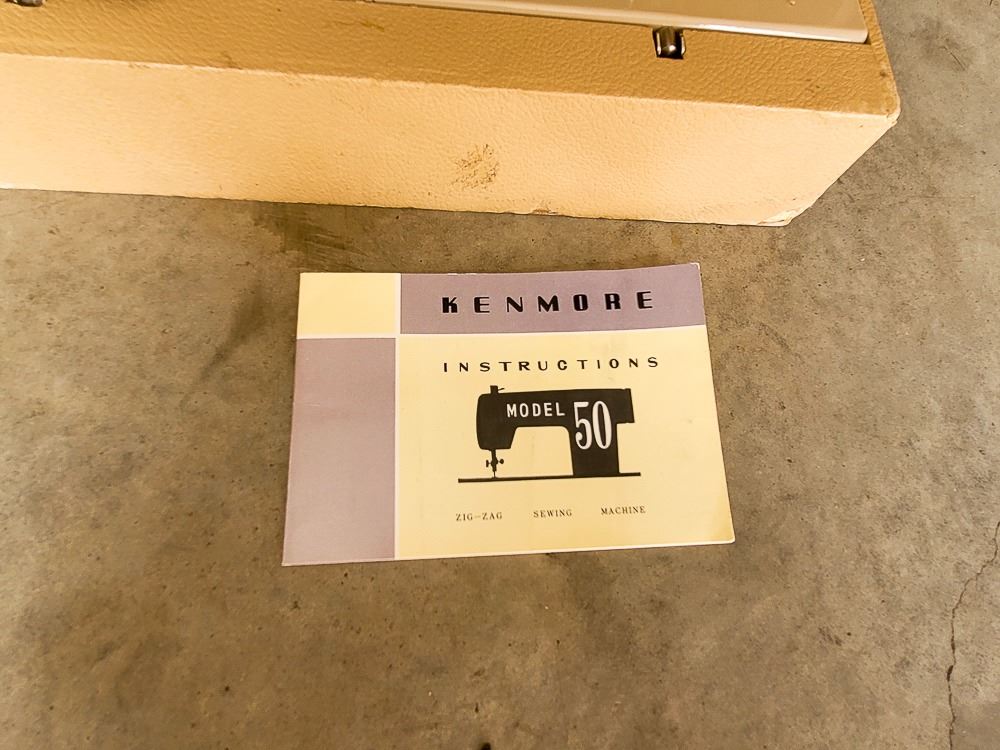 KENMORE
INSTRUCTIONS
MODEL 50
ZIG-ZAG SEWING MACHINE